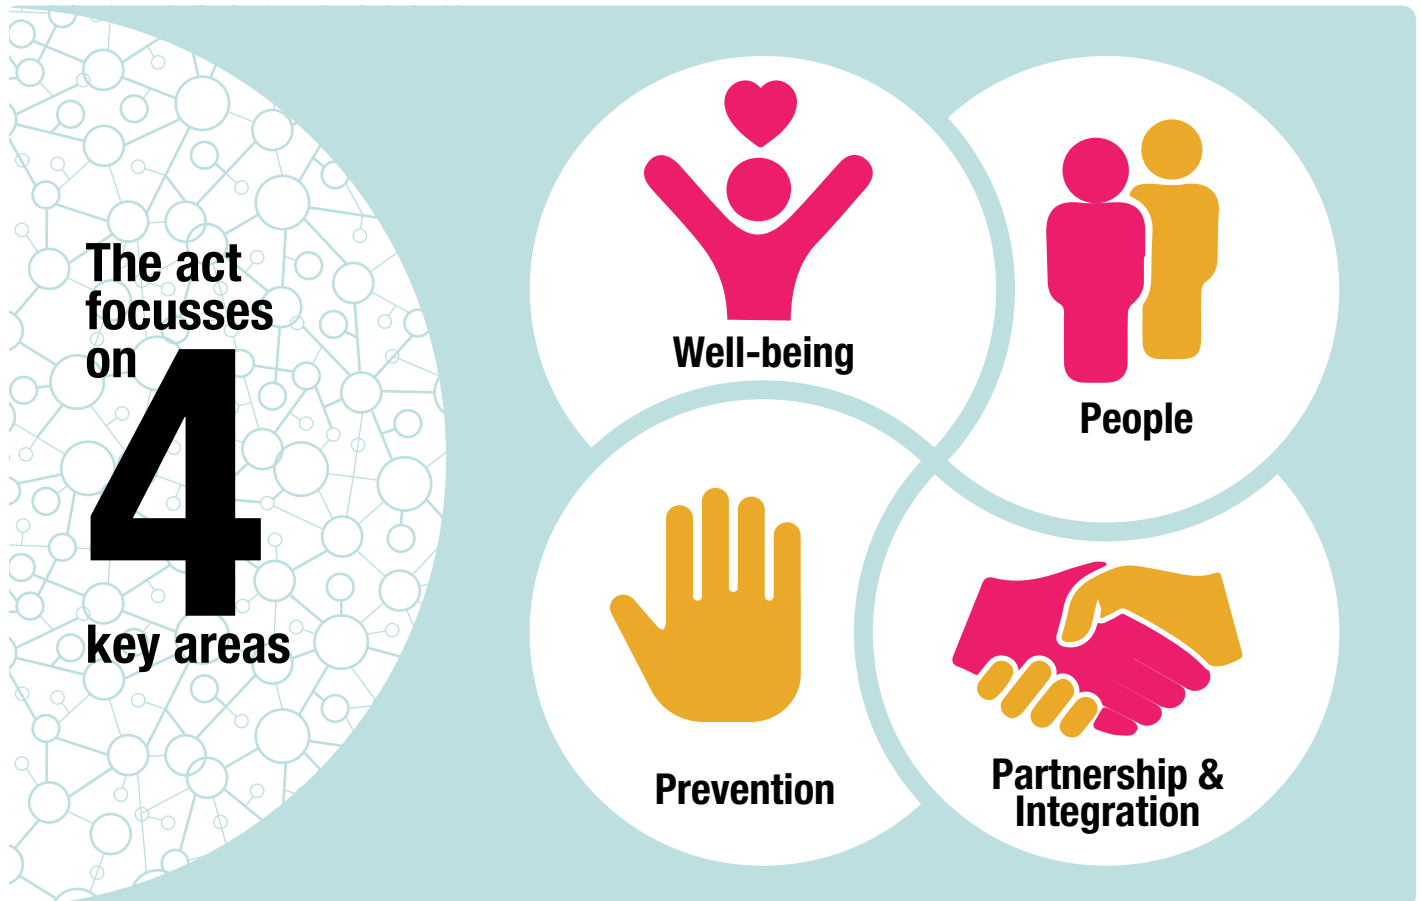 The act
focusses
on
4
key areas
Well-being
People
Prevention
Partnership &
Integration